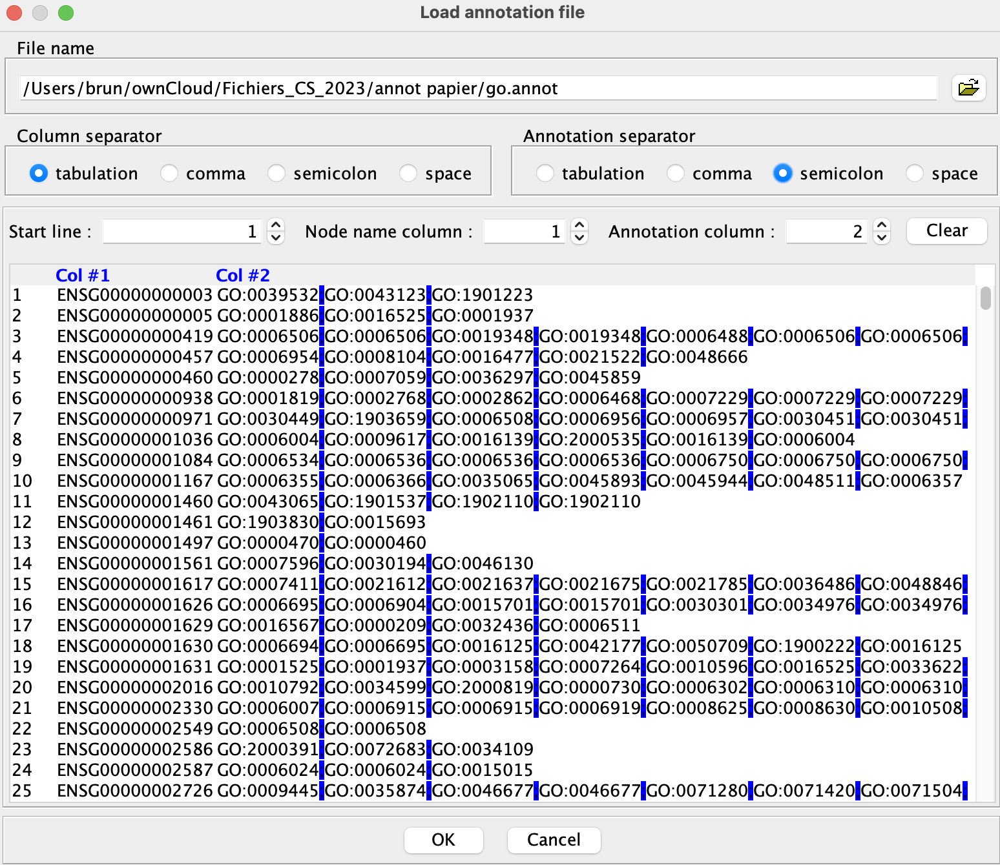 Load annotation file
File name
/Users/brun/ownCloud/Fichiers_CS_2023/annot papier/go.annot
Column separator Annotation separator
tabulation comma semicolon space tabulation comma semicolon space
Start line : 1 Node name column : 1 Annotation column : 2 Clear
Col #1 Col #2
1 ENSG00000000003 GO:0039532;GO:0043123;GO:1901223
2 ENSG00000000005 GO:0001886;GO:0016525;GO:0001937
3 ENSG00000000419 GO:0006506;GO:0006506;GO:0019348;GO:0019348;GO:0006488;GO:0006506;GO:0006506;
4 ENSG00000000457 GO:0006954;GO:0008104;GO:0016477;GO:0021522;GO:0048666
5 ENSG00000000460 GO:0000278;GO:0007059;GO:0036297;GO:0045859
6 ENSG00000000938 GO:0001819;GO:0002768;GO:0002862;GO:0006468;GO:0007229;GO:0007229;GO:0007229;
7 ENSG00000000971 GO:0030449;GO:1903659;GO:0006508;GO:0006956;GO:0006957;GO:0030451;GO:0030451;
8 ENSG00000001036 GO:0006004;GO:0009617;GO:0016139;GO:2000535;GO:0016139;GO:0006004
9 ENSG00000001084 GO:0006534;GO:0006536;GO:0006536;GO:0006536;GO:0006750;GO:0006750;GO:0006750;
10 ENSG00000001167 GO:0006355;GO:0006366;GO:0035065;GO:0045893;GO:0045944;GO:0048511;GO:0006357
11 ENSG00000001460 GO:0043065;GO:1901537;GO:1902110;GO:1902110
12 ENSG00000001461 GO:1903830;GO:0015693
13 ENSG00000001497 GO:0000470;GO:0000460
14 ENSG00000001561 GO:0007596;GO:0030194;GO:0046130
15 ENSG00000001617 GO:0007411;GO:0021612;GO:0021637;GO:0021675;GO:0021785;GO:0036486;GO:0048846;
16 ENSG00000001626 GO:0006695;GO:0006904;GO:0015701;GO:0015701;GO:0030301;GO:0034976;GO:0034976;
17 ENSG00000001629 GO:0016567;GO:0000209;GO:0032436;GO:0006511
18 ENSG00000001630 GO:0006694;GO:0006695;GO:0016125;GO:0042177;GO:0050709;GO:1900222;GO:0016125
19 ENSG00000001631 GO:0001525;GO:0001937;GO:0003158;GO:0007264;GO:0010596;GO:0016525;GO:0033622;
20 ENSG00000002016 GO:0010792;GO:0034599;GO:2000819;GO:0000730;GO:0006302;GO:0006310;GO:0006310;
21 ENSG00000002330 GO:0006007;GO:0006915;GO:0006915;GO:0006919;GO:0008625;GO:0008630;GO:0010508;
22 ENSG00000002549 GO:0006508;GO:0006508
23 ENSG00000002586 GO:2000391;GO:0072683;GO:0034109
24 ENSG00000002587 GO:0006024;GO:0006024;GO:0015015
25 ENSG00000002726 GO:0009445;GO:0035874;GO:0046677;GO:0046677;GO:0071280;GO:0071420;GO:0071504;
OK Cancel